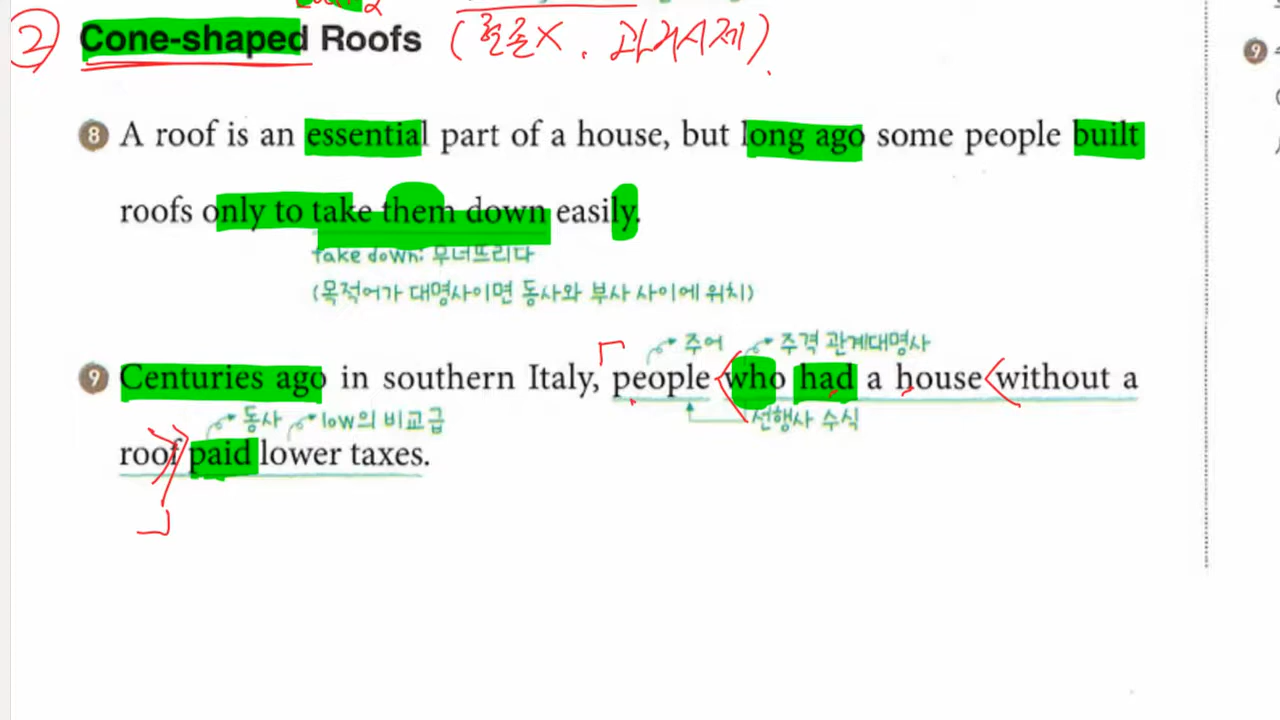 ② Cone-shaped Roofs (현존X, 과거시제).
⑧ A roof is an essential part of a house, but long ago some people built
roofs only to take them down easily.
take down: 무너뜨리다
(목적어가 대명사이면 동사와 부사 사이에 위치)
주어 주격 관계대명사
⑨ Centuries ago in southern Italy, people who had a house without a
동사 low의 비교급 선행사 수식
roof paid lower taxes.
⑨